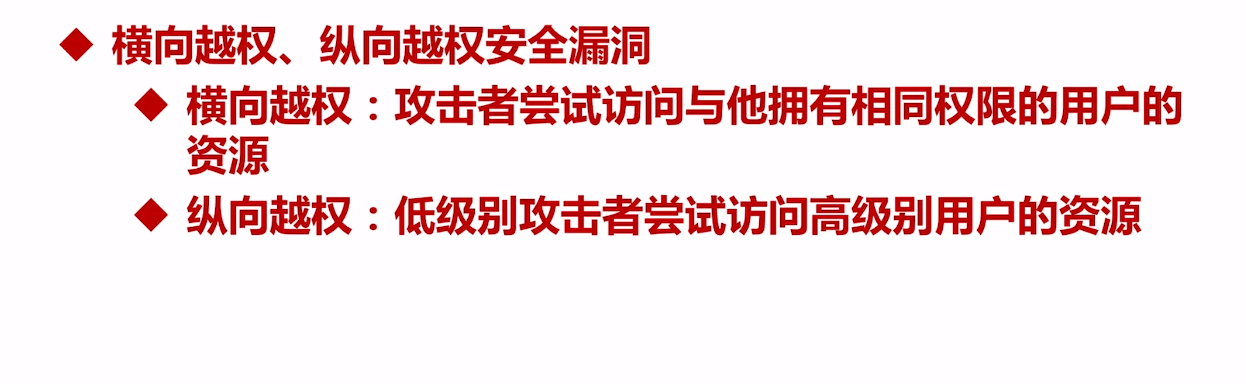 ◆ 横向越权、纵向越权安全漏洞
◆ 横向越权：攻击者尝试访问与他拥有相同权限的用户的
资源
◆ 纵向越权：低级别攻击者尝试访问高级别用户的资源